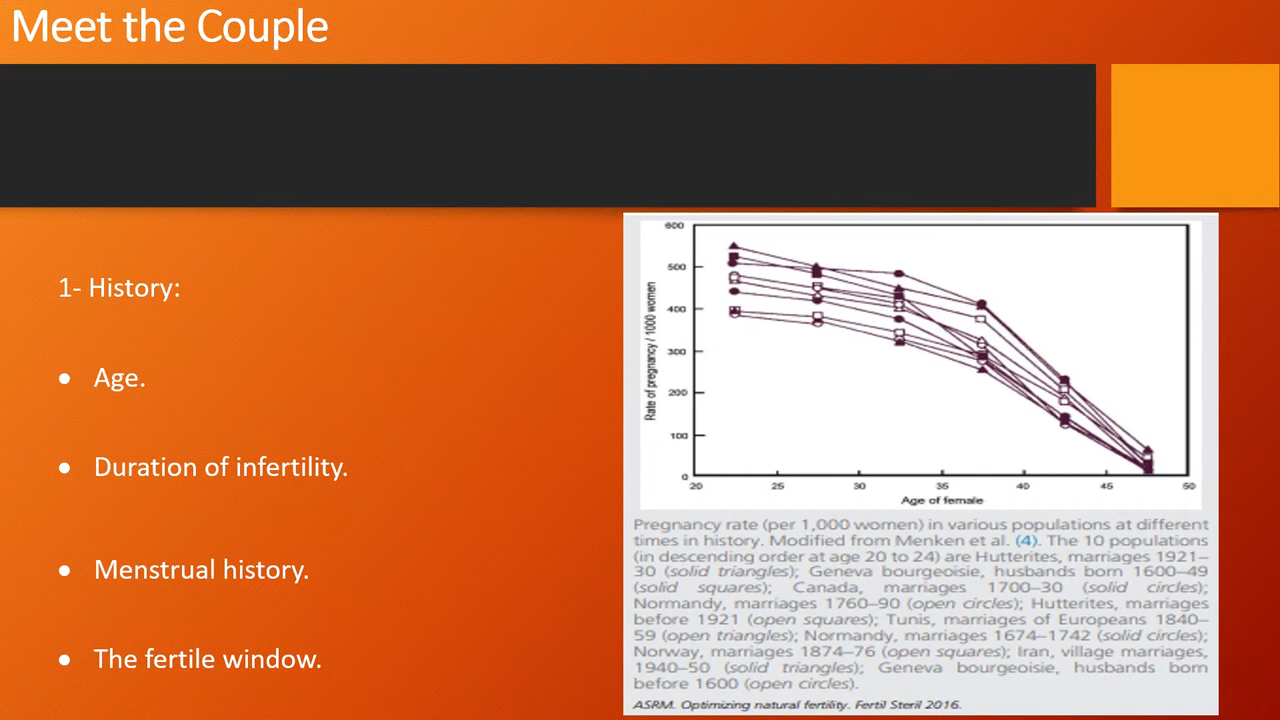 Meet the Couple
1- History:
• Age.
• Duration of infertility.
• Menstrual history.
• The fertile window.
600
500
400
300
200
100
0
Rate of pregnancy / 1000 women
20 25 30 35 40 45 50
Age of female
Pregnancy rate (per 1,000 women) in various populations at different
times in history. Modified from Menken et al. (4). The 10 populations
(in descending order at age 20 to 24) are Hutterites, marriages 1921–
30 (solid triangles); Geneva bourgeoisie, husbands born 1600–49
(solid squares); Canada, marriages 1700–30 (solid circles);
Normandy, marriages 1760–90 (open circles); Hutterites, marriages
before 1921 (open squares); Tunis, marriages of Europeans 1840–
59 (open triangles); Normandy, marriages 1674–1742 (solid circles);
Norway, marriages 1874–76 (open squares); Iran, village marriages,
1940–50 (solid triangles); Geneva bourgeoisie, husbands born
before 1600 (open circles).
ASRM. Optimizing natural fertility. Fertil Steril 2016.